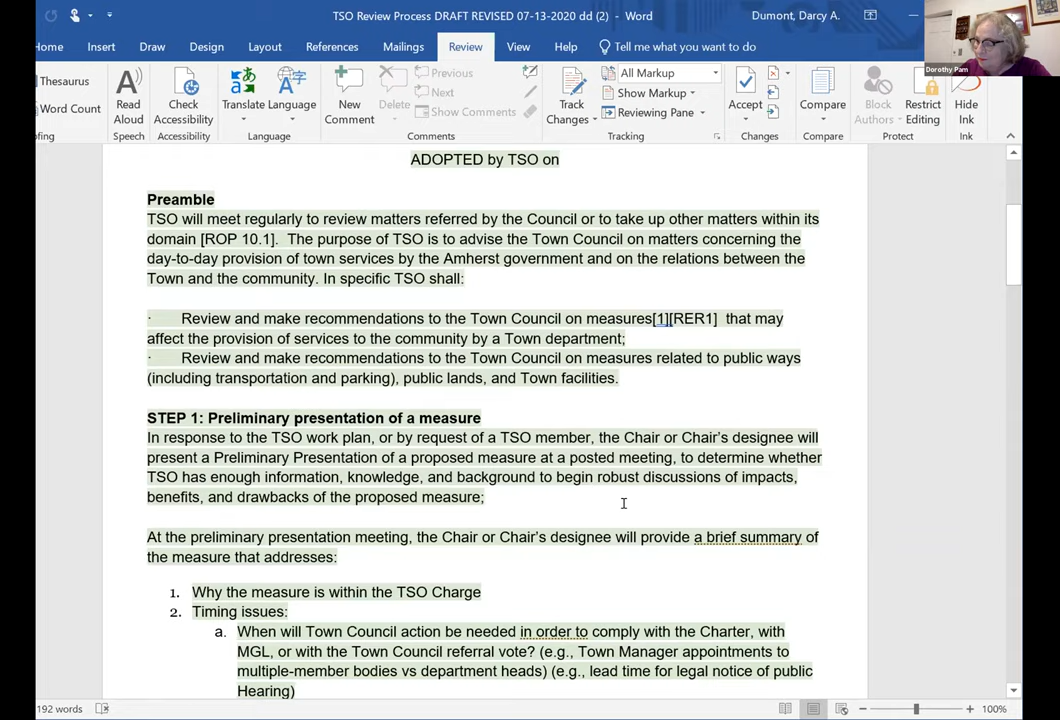 TSO Review Process DRAFT REVISED 07-13-2020 dd (2) - Word
Dumont, Darcy A.
Dorothy Pam
Home Insert Draw Design Layout References Mailings Review View Help Tell me what you want to do
Thesaurus
Word Count
Read Aloud
Speech
Check Accessibility
Accessibility
Translate Language
Language
New Comment
Delete
Previous
Next
Show Comments
Comments
Track Changes
All Markup
Show Markup
Reviewing Pane
Tracking
Accept
Changes
Compare
Compare
Block Authors
Restrict Editing
Protect
Hide Ink
Ink
ADOPTED by TSO on
Preamble
TSO will meet regularly to review matters referred by the Council or to take up other matters within its
domain [ROP 10.1]. The purpose of TSO is to advise the Town Council on matters concerning the
day-to-day provision of town services by the Amherst government and on the relations between the
Town and the community. In specific TSO shall:
· Review and make recommendations to the Town Council on measures[1][RER1] that may
affect the provision of services to the community by a Town department;
· Review and make recommendations to the Town Council on measures related to public ways
(including transportation and parking), public lands, and Town facilities.
STEP 1: Preliminary presentation of a measure
In response to the TSO work plan, or by request of a TSO member, the Chair or Chair's designee will
present a Preliminary Presentation of a proposed measure at a posted meeting, to determine whether
TSO has enough information, knowledge, and background to begin robust discussions of impacts,
benefits, and drawbacks of the proposed measure;
At the preliminary presentation meeting, the Chair or Chair's designee will provide a brief summary of
the measure that addresses:
1. Why the measure is within the TSO Charge
2. Timing issues:
a. When will Town Council action be needed in order to comply with the Charter, with
MGL, or with the Town Council referral vote? (e.g., Town Manager appointments to
multiple-member bodies vs department heads) (e.g., lead time for legal notice of public
Hearing)
192 words
100%